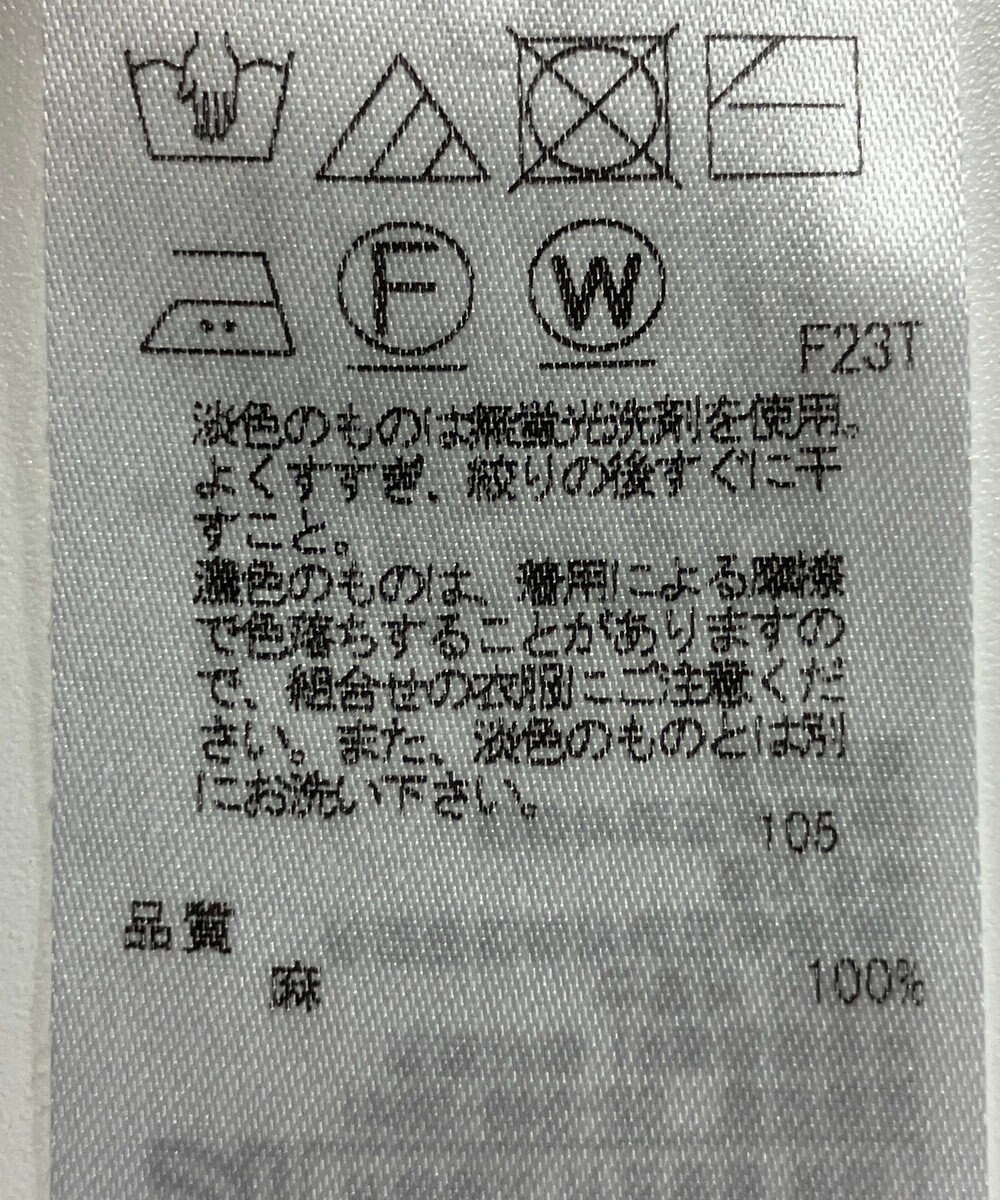 F
W
F23T
淡色のものは無蛍光洗剤を使用。
よくすすぎ、絞りの後すぐに干
すこと。
濃色のものは、着用による摩擦
で色落ちすることがありますの
で、組合せの衣服にご注意くだ
さい。また、淡色のものとは別
にお洗い下さい。
105
品質
麻 100%